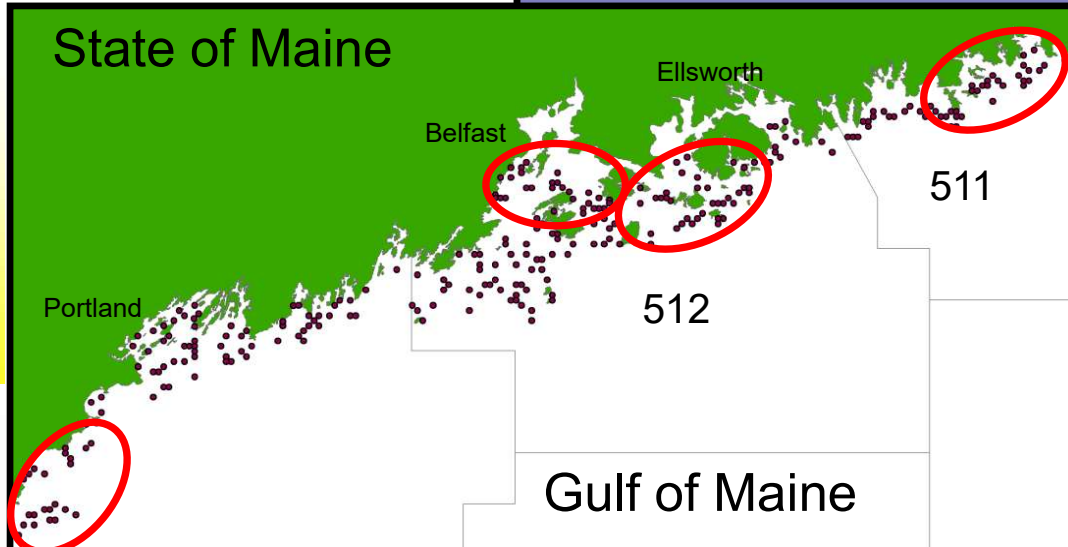 State of Maine
Ellsworth
Belfast
511
Portland
512
Gulf of Maine